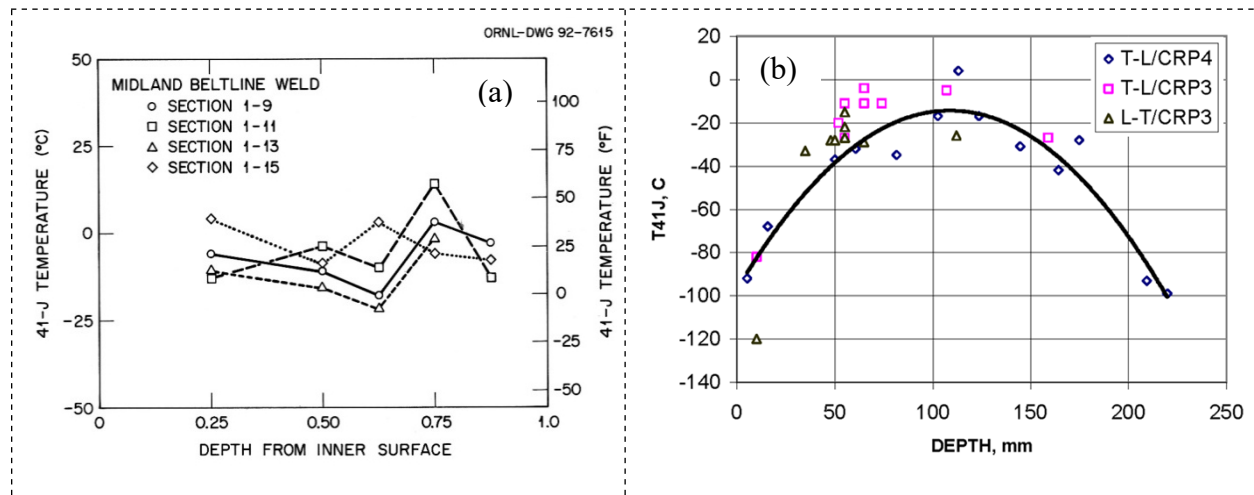 ORNL-DWG 92-7615
(a)
MIDLAND BELTLINE WELD
SECTION 1-9
SECTION 1-11
SECTION 1-13
SECTION 1-15
50
25
0
-25
-50
41-J TEMPERATURE (°C)
100
75
50
25
0
-25
-50
41-J TEMPERATURE (°F)
0 0.25 0.50 0.75 1.0
DEPTH FROM INNER SURFACE
(b)
T-L/CRP4
T-L/CRP3
L-T/CRP3
20
0
-20
-40
-60
-80
-100
-120
-140
T41J, C
0 50 100 150 200 250
DEPTH, mm